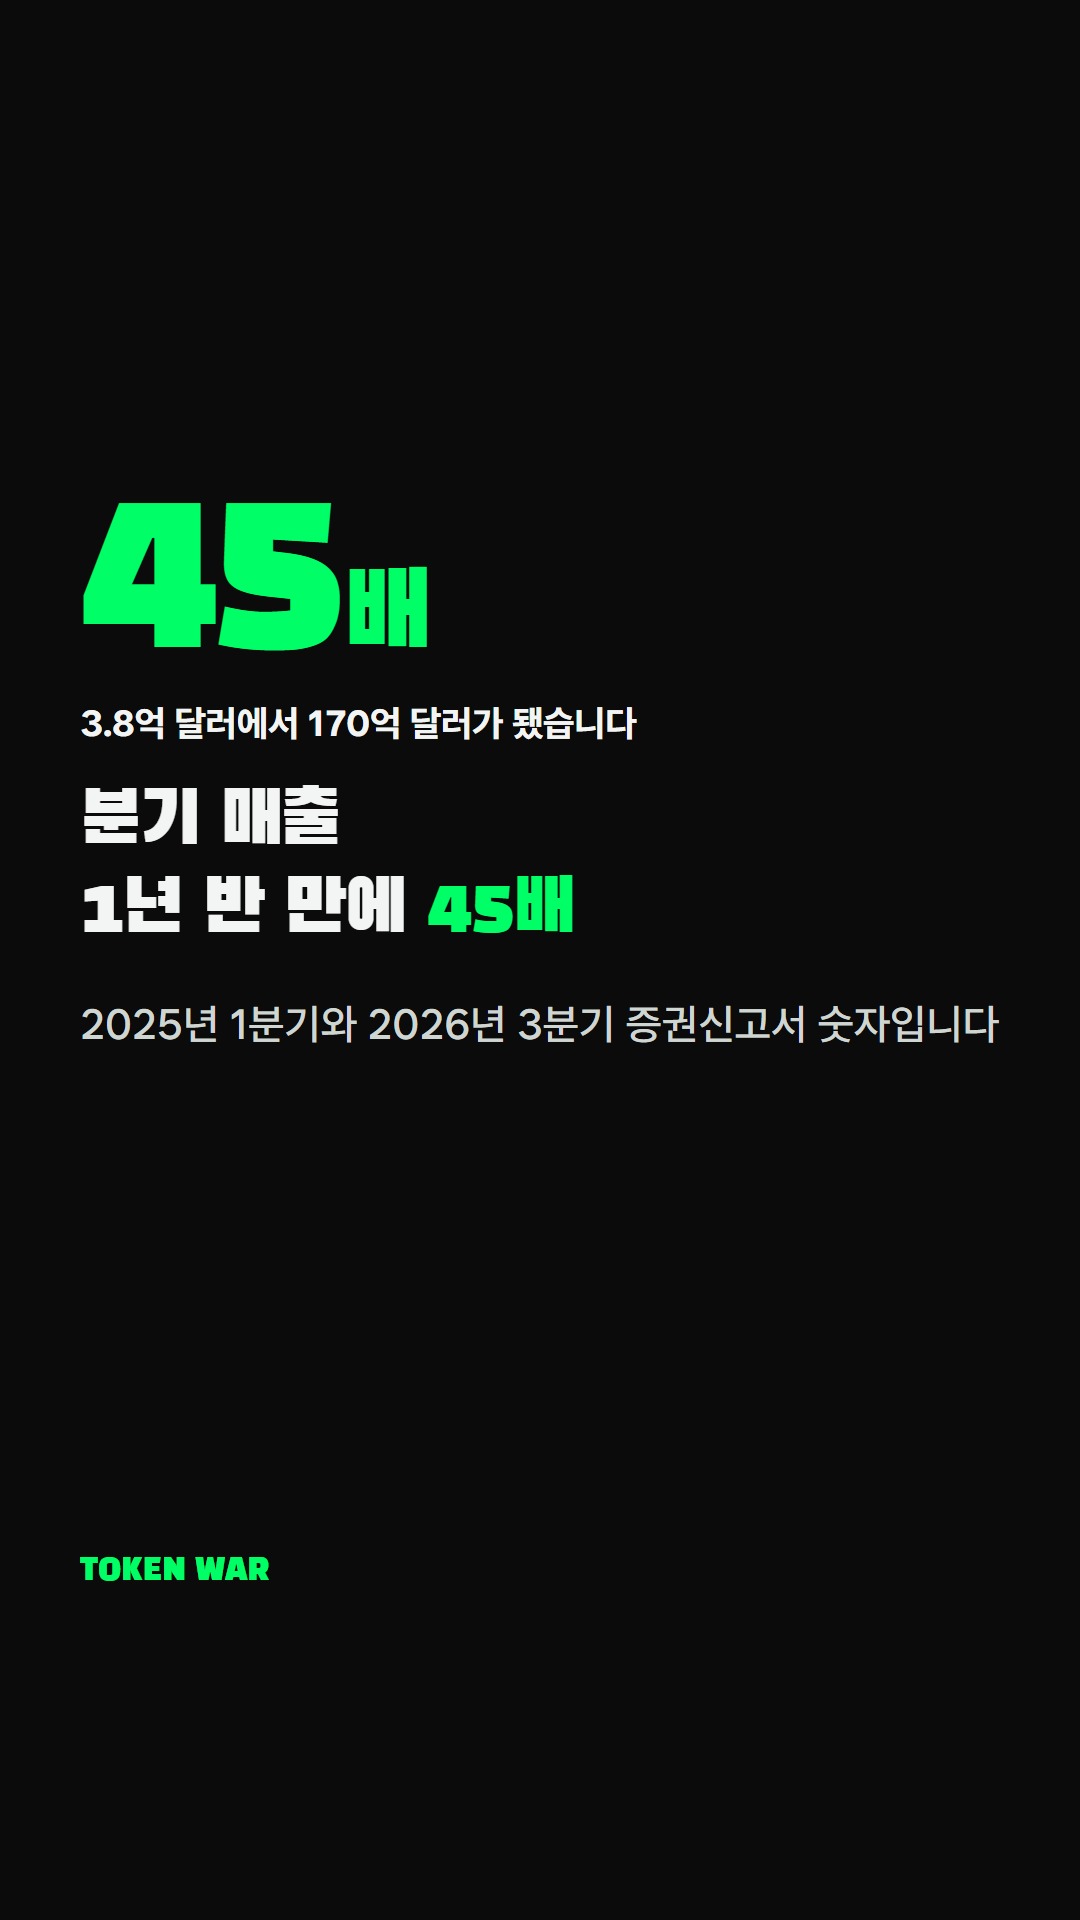 45배
3.8억 달러에서 170억 달러가 됐습니다
분기 매출
1년 반 만에 45배
2025년 1분기와 2026년 3분기 증권신고서 숫자입니다
TOKEN WAR